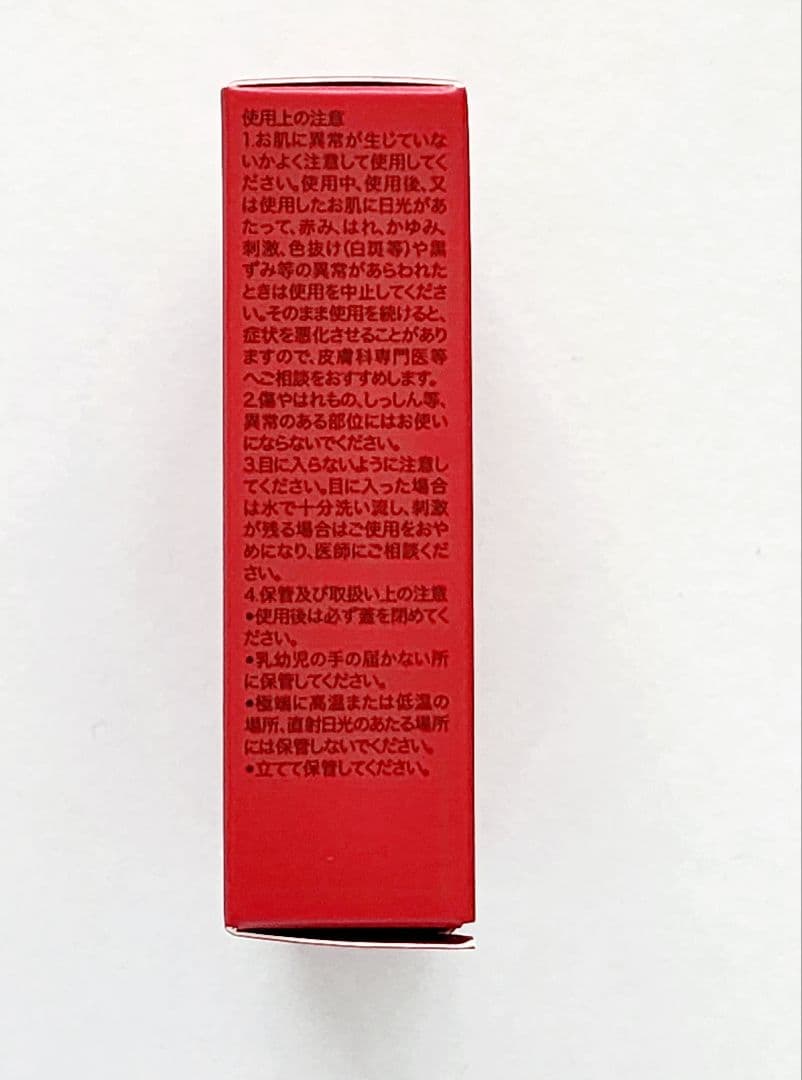 使用上の注意
1.お肌に異常が生じていな
いかよく注意して使用してく
ださい。使用中、使用後、又
は使用したお肌に日光があ
たって、赤み、はれ、かゆみ、
刺激、色抜け(白斑等)や黒
ずみ等の異常があらわれた
ときは使用を中止してくださ
い。そのまま使用を続けると、
症状を悪化させることがあり
ますので、皮膚科専門医等
へご相談をおすすめします。
2.傷やはれもの、しっしん等、
異常のある部位にはお使い
にならないでください。
3.目に入らないように注意し
てください。目に入った場合
は水で十分洗い流し、刺激
が残る場合はご使用をおや
めになり、医師にご相談くだ
さい。
4.保管及び取扱い上の注意
●使用後は必ず蓋を閉めてく
ださい。
●乳幼児の手の届かない所
に保管してください。
●極端に高温または低温の
場所、直射日光のあたる場所
には保管しないでください。
●立てて保管してください。